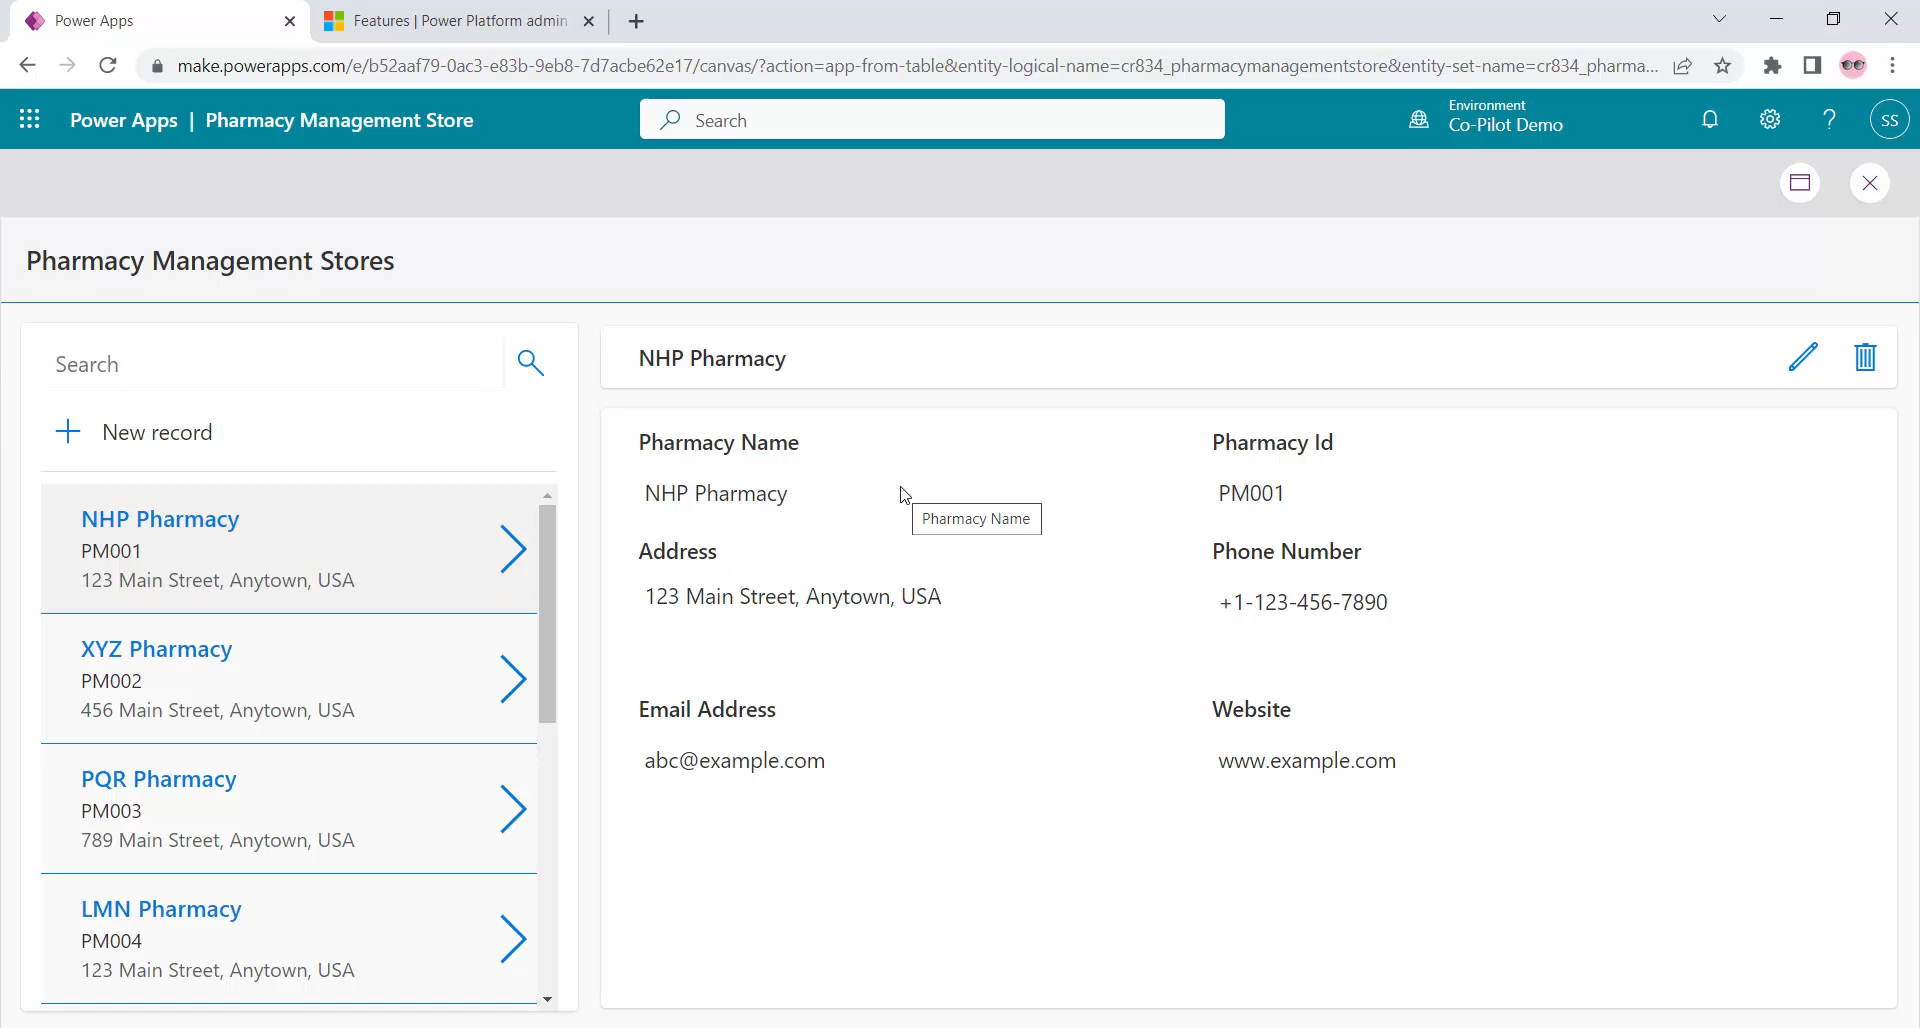 Power Apps
Features | Power Platform admin
make.powerapps.com/e/b52aaf79-0ac3-e83b-9eb8-7d7acbe62e17/canvas/?action=app-from-table&entity-logical-name=cr834_pharmacymanagementstore&entity-set-name=cr834_pharma...
Power Apps | Pharmacy Management Store
Search
Environment
Co-Pilot Demo
?
SS
Pharmacy Management Stores
Search
New record
NHP Pharmacy
PM001
123 Main Street, Anytown, USA
XYZ Pharmacy
PM002
456 Main Street, Anytown, USA
PQR Pharmacy
PM003
789 Main Street, Anytown, USA
LMN Pharmacy
PM004
123 Main Street, Anytown, USA
NHP Pharmacy
Pharmacy Name
NHP Pharmacy
Pharmacy Name
Pharmacy Id
PM001
Address
123 Main Street, Anytown, USA
Phone Number
+1-123-456-7890
Email Address
abc@example.com
Website
www.example.com